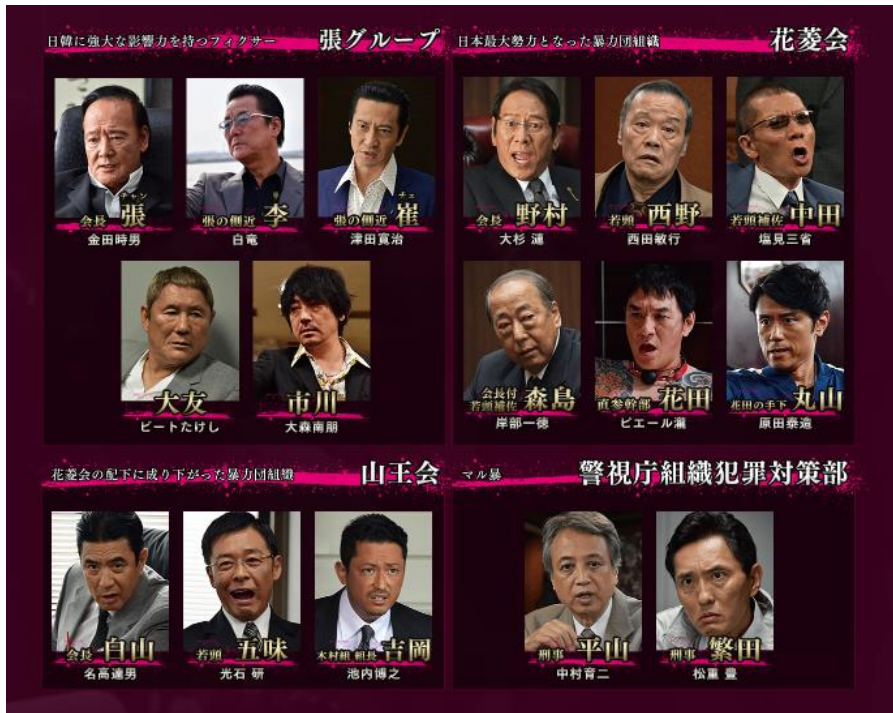 日韓に強大な影響力を持つフィクサー 張グループ
チャン
会長 張
金田時男
張の側近 李
白竜
チェ
張の側近 崔
津田寛治
大友
ビートたけし
市川
大森南朋
日本最大勢力となった暴力団組織 花菱会
会長 野村
大杉 漣
若頭 西野
西田敏行
若頭補佐 中田
塩見三省
会長付
若頭補佐 森島
岸部一徳
直参幹部 花田
ピエール瀧
花田の手下 丸山
原田泰造
花菱会の配下に成り下がった暴力団組織 山王会
会長 白山
名高達男
若頭 五味
光石 研
木村組 組長 吉岡
池内博之
マル暴 警視庁組織犯罪対策部
刑事 平山
中村育二
刑事 繁田
松重 豊